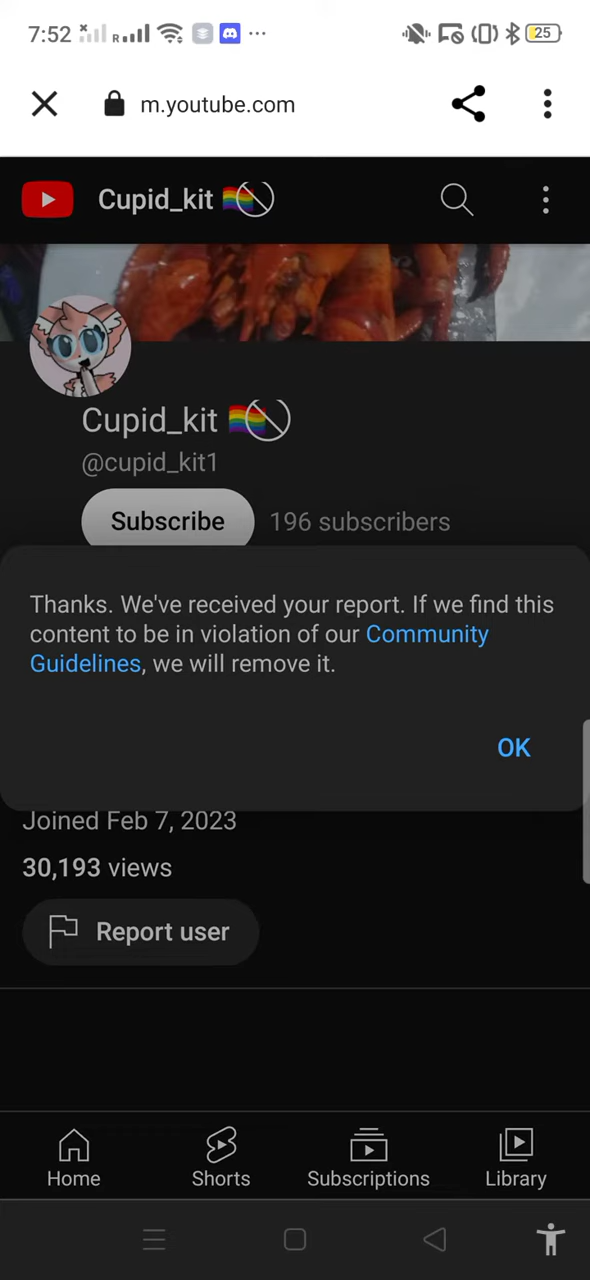 7:52 R 25
m.youtube.com
Cupid_kit 🏳️‍🌈⃠
Cupid_kit 🏳️‍🌈⃠
@cupid_kit1
Subscribe 196 subscribers
Thanks. We've received your report. If we find this
content to be in violation of our Community
Guidelines, we will remove it.
OK
Joined Feb 7, 2023
30,193 views
Report user
Home Shorts Subscriptions Library